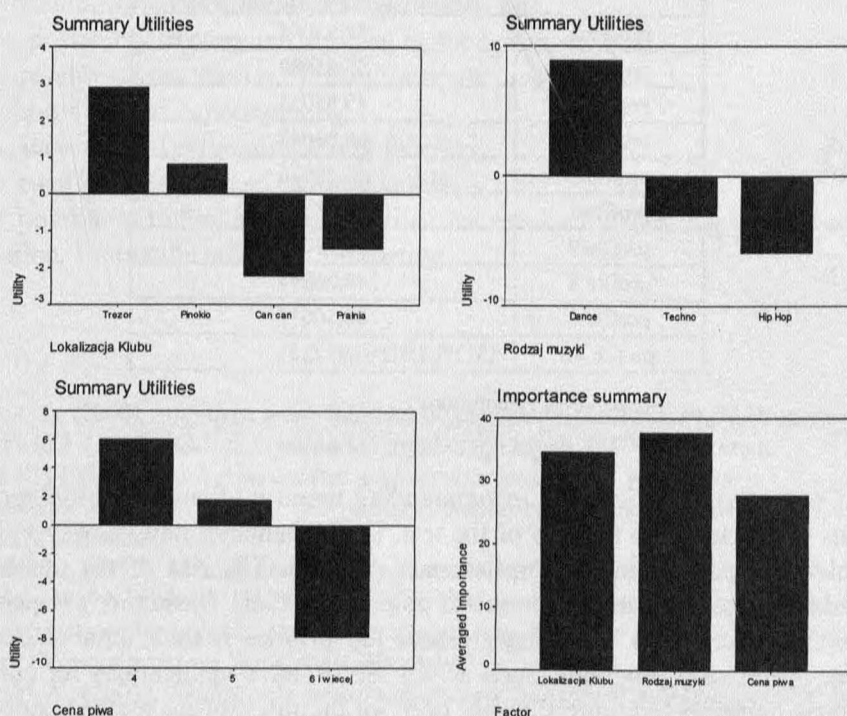 Summary Utilities
4
3
2
1
0
-1
-2
-3
Utility
Trezor Pinokio Can can Pralnia
Lokalizacja Klubu
Summary Utilities
10
0
-10
Utility
Dance Techno Hip Hop
Rodzaj muzyki
Summary Utilities
8
6
4
2
0
-2
-4
-6
-8
-10
Utility
4 5 6 i wiecej
Cena piwa
Importance summary
40
30
20
10
0
Averaged Importance
Lokalizacja Klubu Rodzaj muzyki Cena piwa
Factor